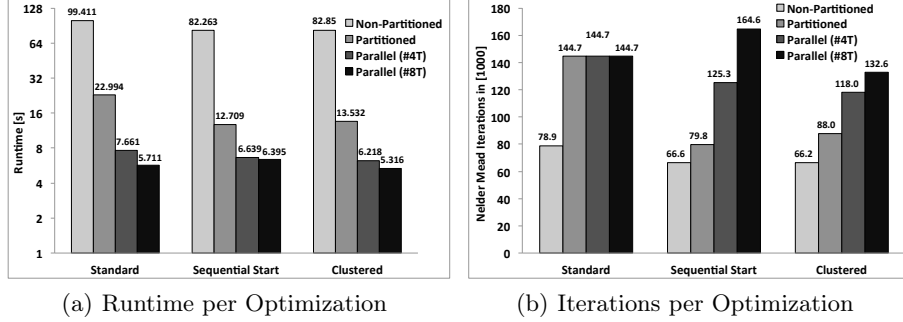 128
64
32
16
8
4
2
1
Runtime [s]
99.411
22.994
7.661
5.711
82.263
12.709
6.639
6.395
82.85
13.532
6.218
5.316
Non-Partitioned
Partitioned
Parallel (#4T)
Parallel (#8T)
Standard
Sequential Start
Clustered
(a) Runtime per Optimization
180
160
140
120
100
80
60
40
20
0
Nelder Mead Iterations in [1000]
78.9
144.7
144.7
144.7
66.6
79.8
125.3
164.6
66.2
88.0
118.0
132.6
Non-Partitioned
Partitioned
Parallel (#4T)
Parallel (#8T)
Standard
Sequential Start
Clustered
(b) Iterations per Optimization